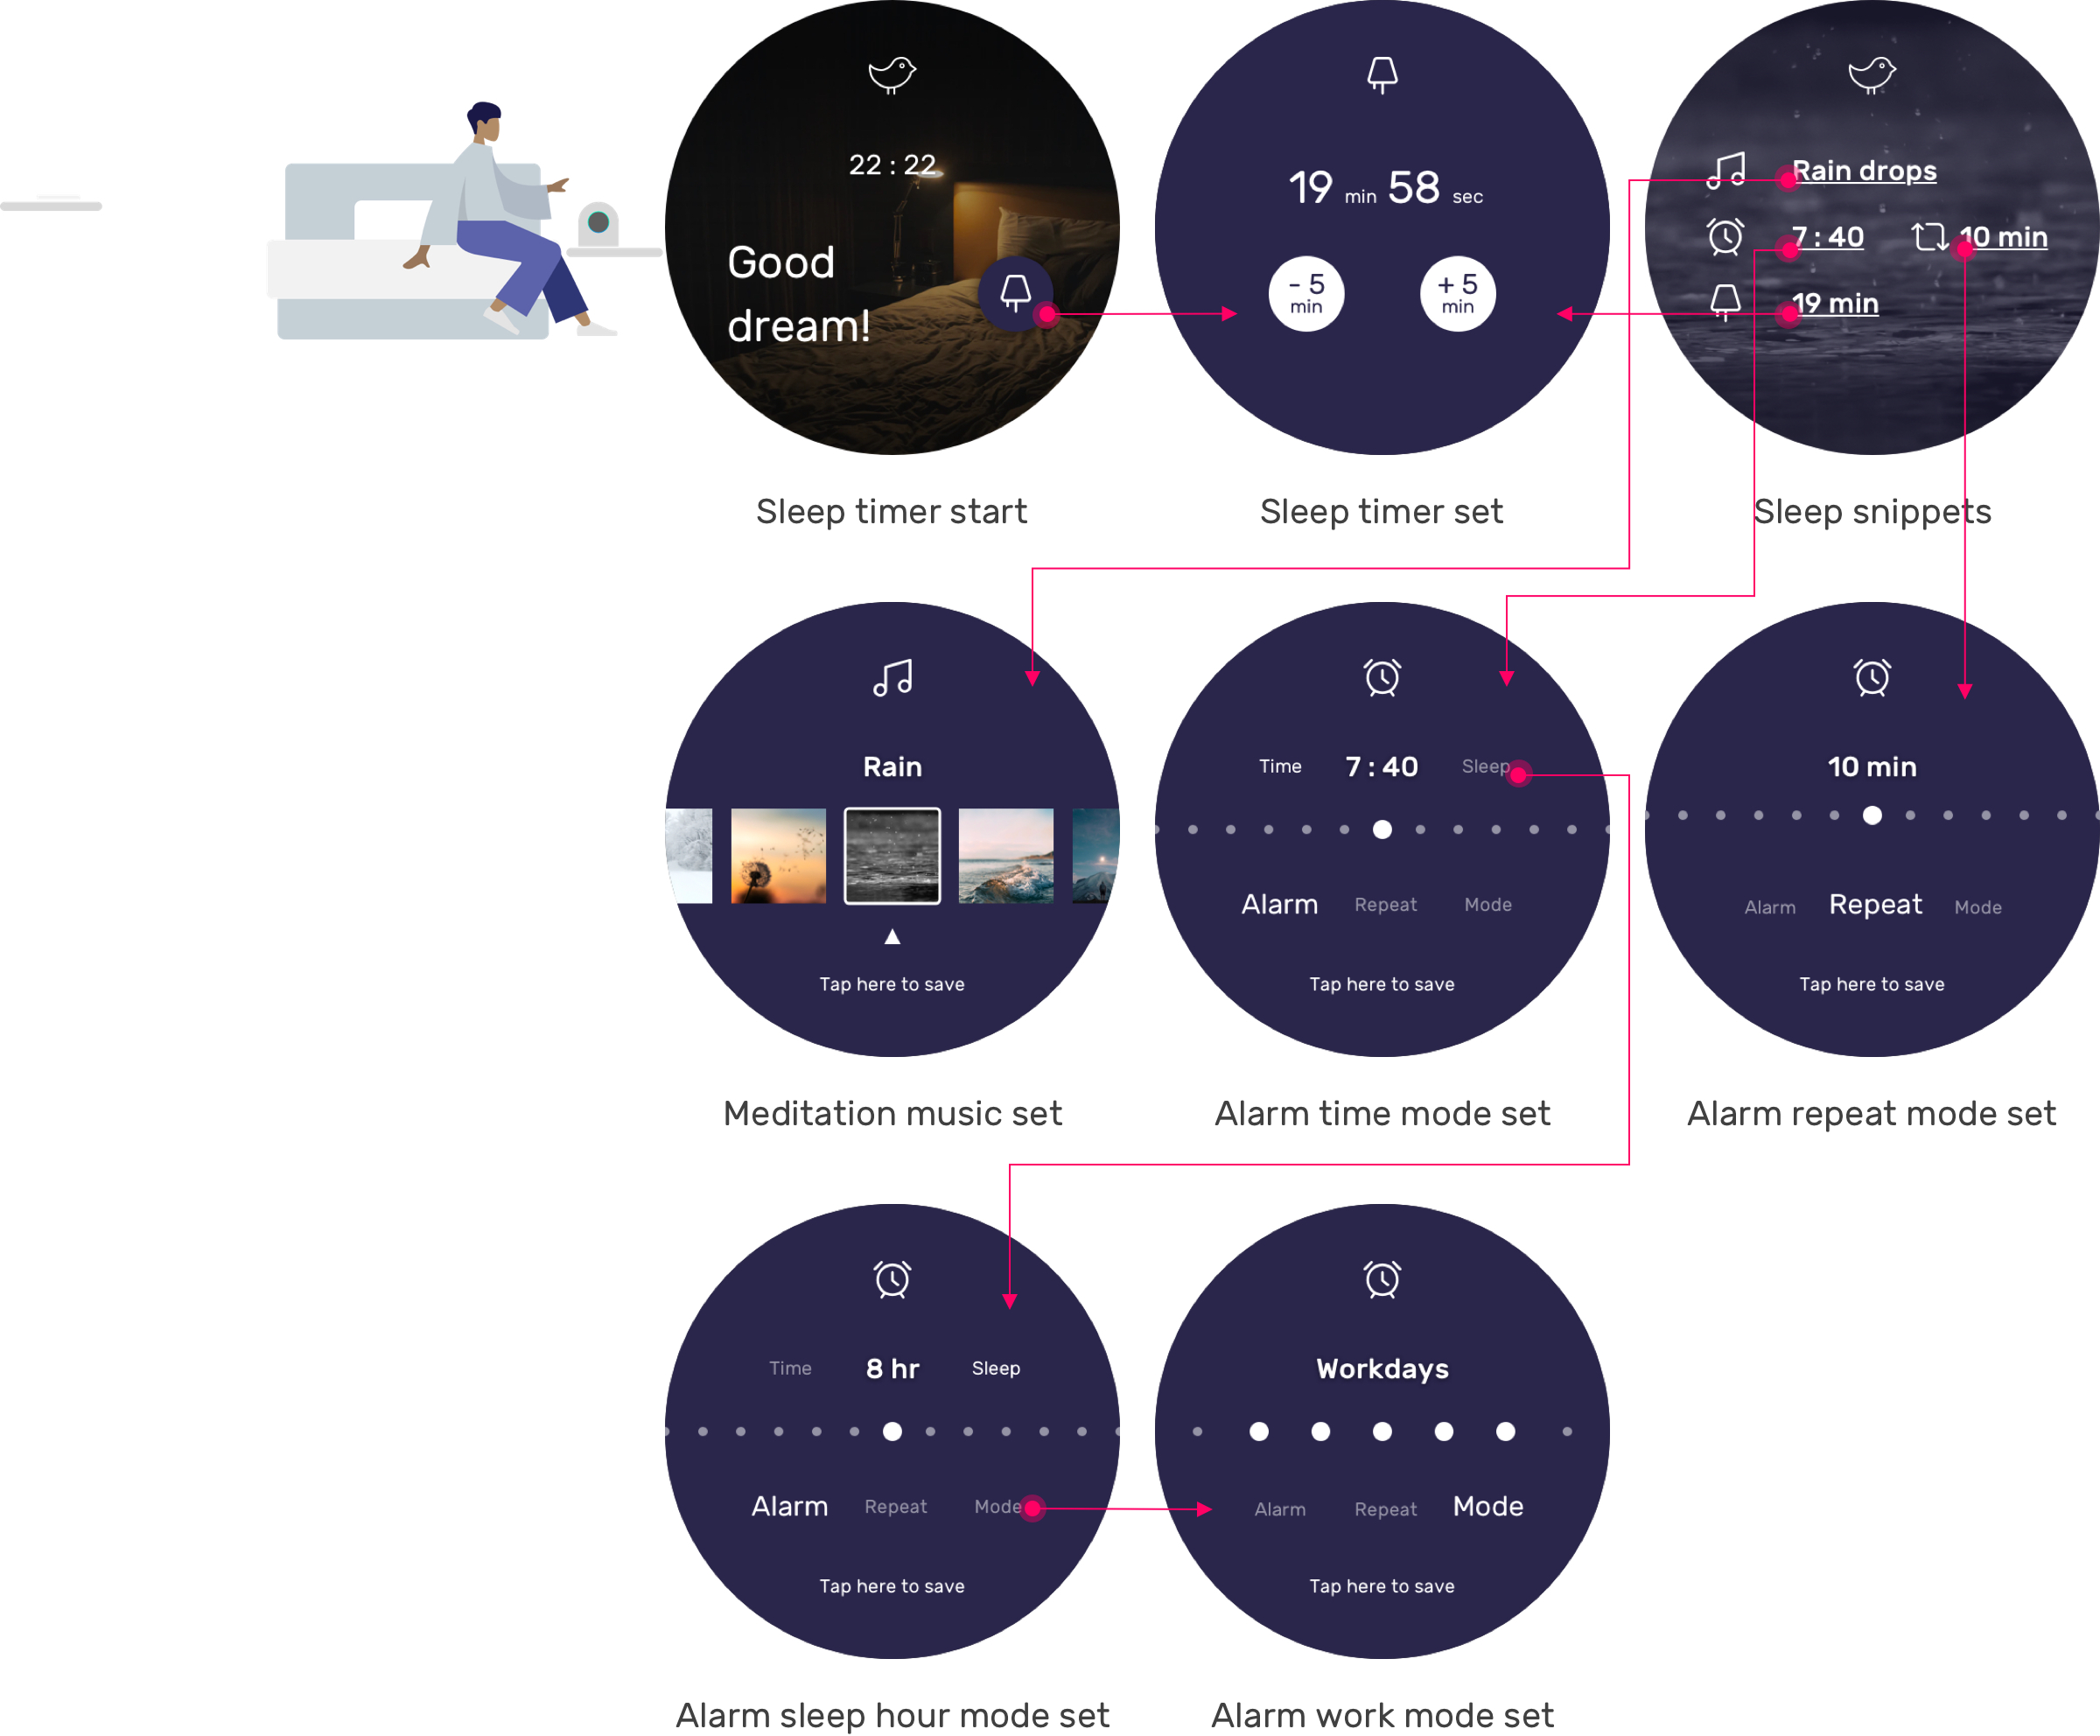 22 : 22
Good
dream!
19 min 58 sec
- 5
min
+ 5
min
Rain drops
7 : 40
10 min
19 min
Sleep timer start
Sleep timer set
Sleep snippets
Rain
Tap here to save
Time 7 : 40 Sleep
Alarm Repeat Mode
Tap here to save
10 min
Alarm Repeat Mode
Tap here to save
Meditation music set
Alarm time mode set
Alarm repeat mode set
Time 8 hr Sleep
Alarm Repeat Mode
Tap here to save
Workdays
Alarm Repeat Mode
Tap here to save
Alarm sleep hour mode set
Alarm work mode set